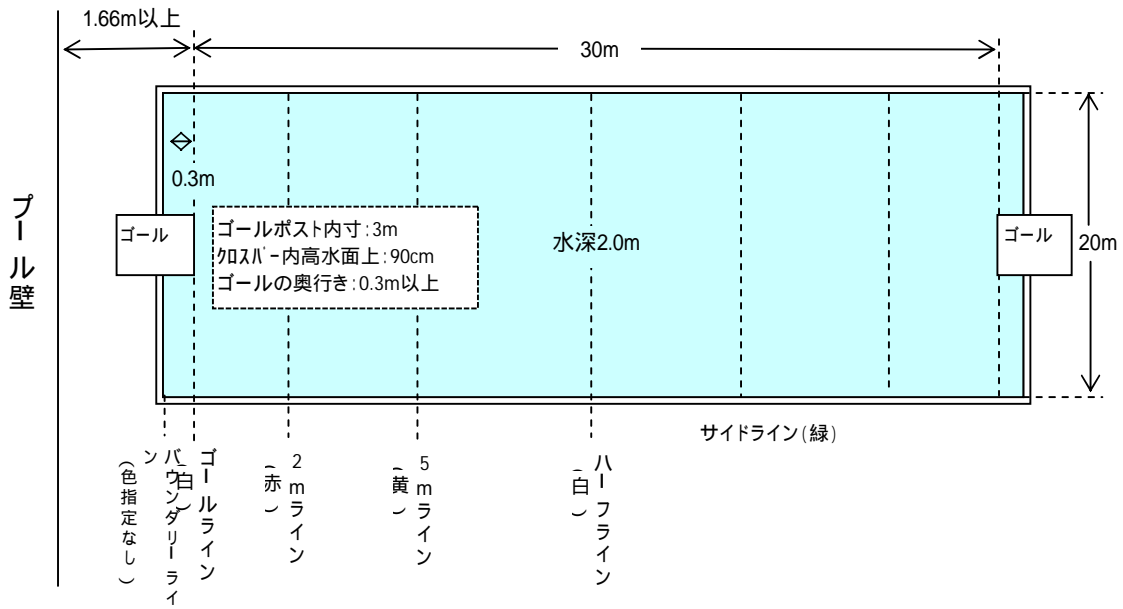 1.66m以上
30m
0.3m
プール壁
ゴール
ゴールポスト内寸:3m
クロスバー内高水面上:90cm
ゴールの奥行き:0.3m以上
水深2.0m
ゴール
20m
サイドライン(緑)
バウンダリーライン
(色指定なし)
ゴールライン
(白)
2mライン
(赤)
5mライン
(黄)
ハーフライン
(白)